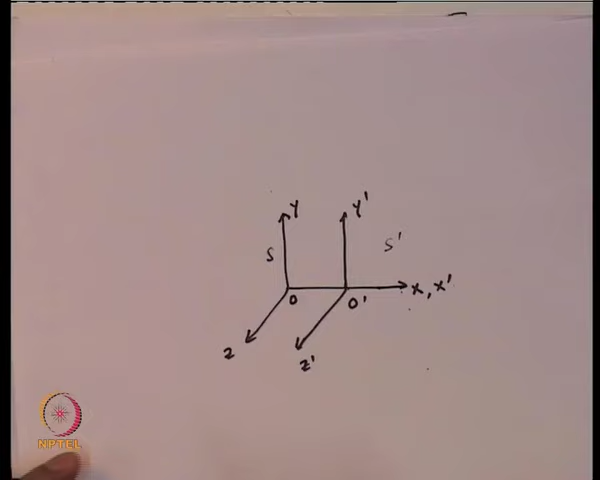 Y Y'
S S'
O O' X, X'
Z Z'
NPTEL